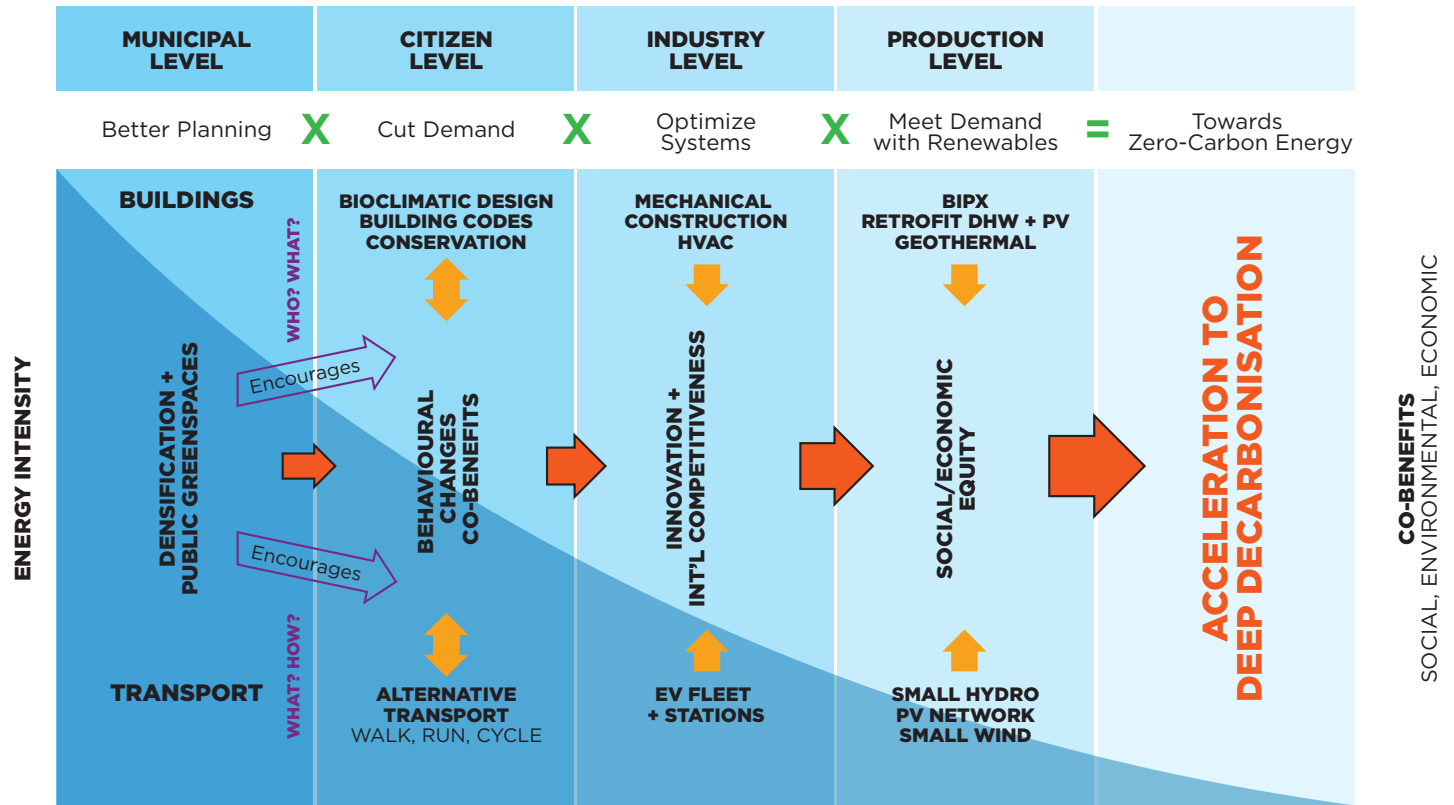 MUNICIPAL
LEVEL
CITIZEN
LEVEL
INDUSTRY
LEVEL
PRODUCTION
LEVEL
Better Planning
X
Cut Demand
X
Optimize
Systems
X
Meet Demand
with Renewables
=
Towards
Zero-Carbon Energy
ENERGY INTENSITY
BUILDINGS
WHO? WHAT?
DENSIFICATION +
PUBLIC GREENSPACES
Encourages
Encourages
WHAT? HOW?
TRANSPORT
BIOCLIMATIC DESIGN
BUILDING CODES
CONSERVATION
BEHAVIOURAL
CHANGES
CO-BENEFITS
ALTERNATIVE
TRANSPORT
WALK, RUN, CYCLE
MECHANICAL
CONSTRUCTION
HVAC
INNOVATION +
INT'L COMPETITIVENESS
EV FLEET
+ STATIONS
BIPX
RETROFIT DHW + PV
GEOTHERMAL
SOCIAL/ECONOMIC
EQUITY
SMALL HYDRO
PV NETWORK
SMALL WIND
ACCELERATION TO
DEEP DECARBONISATION
CO-BENEFITS
SOCIAL, ENVIRONMENTAL, ECONOMIC